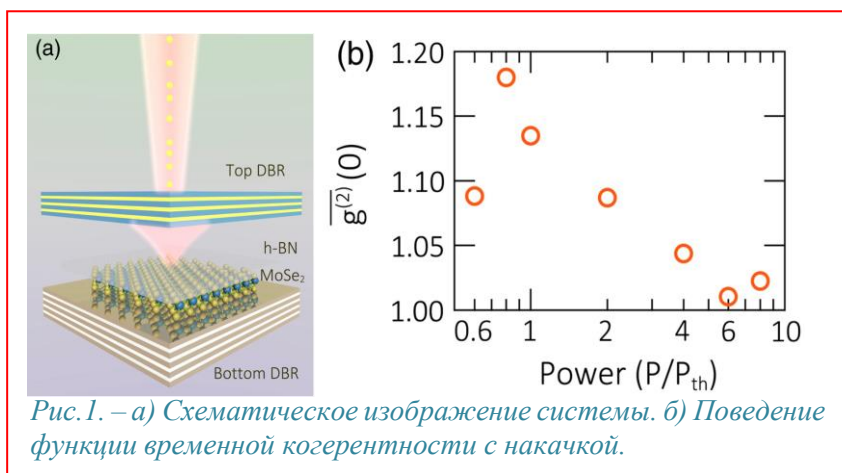 (a)
Top DBR
h-BN
MoSe₂
Bottom DBR
(b)
1.20
1.15
1.10
1.05
1.00
g⁽²⁾(0)
0.6 1 2 4 6 10
Power (P/Pth)
Рис.1. – а) Схематическое изображение системы. б) Поведение
функции временной когерентности с накачкой.